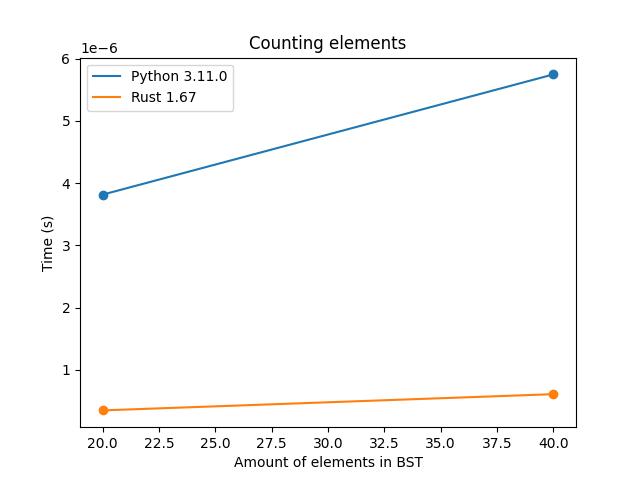 Counting elements
1e−6
Python 3.11.0
Rust 1.67
6
5
4
3
2
1
Time (s)
20.0 22.5 25.0 27.5 30.0 32.5 35.0 37.5 40.0
Amount of elements in BST